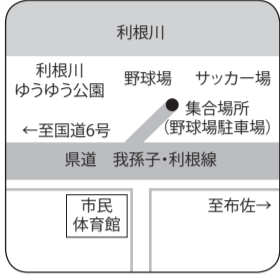 利根川
利根川
ゆうゆう公園
野球場
サッカー場
集合場所
(野球場駐車場)
←至国道6号
県道 我孫子・利根線
市民
体育館
至布佐→